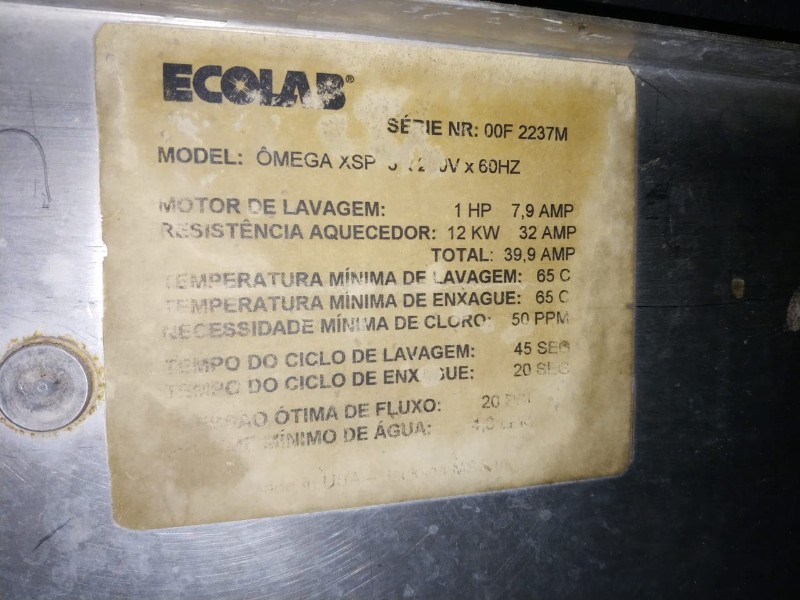 ECOLAB®
SÉRIE NR: 00F 2237M
MODEL: ÔMEGA XSP x 60HZ
MOTOR DE LAVAGEM: 1 HP 7,9 AMP
RESISTÊNCIA AQUECEDOR: 12 KW 32 AMP
TOTAL: 39,9 AMP
TEMPERATURA MÍNIMA DE LAVAGEM: 65 C
TEMPERATURA MÍNIMA DE ENXAGUE: 65 C
NECESSIDADE MÍNIMA DE CLORO: 50 PPM
TEMPO DO CICLO DE LAVAGEM: 45 SEG
TEMPO DO CICLO DE ENXAGUE: 20 SEG
ÓTIMA DE FLUXO: 20
MÍNIMO DE ÁGUA: